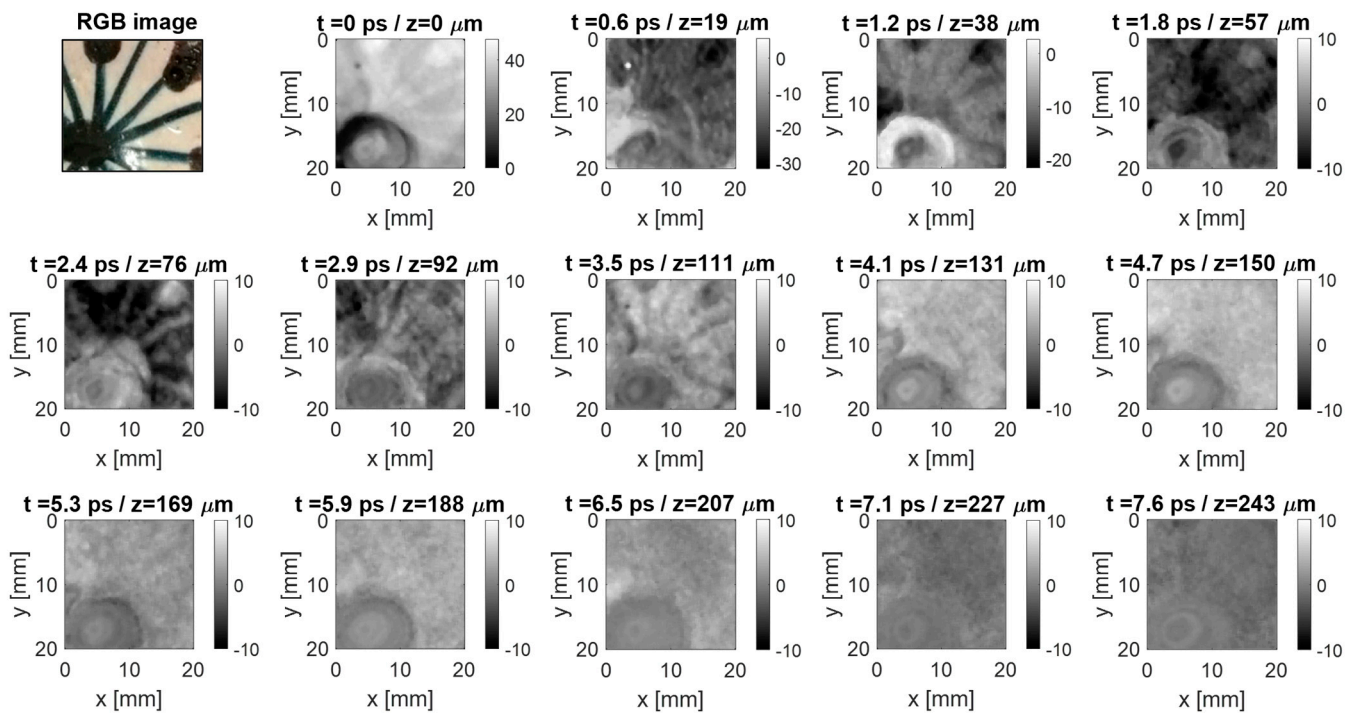 RGB image
t =0 ps / z=0 μm
t =0.6 ps / z=19 μm
t =1.2 ps / z=38 μm
t =1.8 ps / z=57 μm
0
10
20
y [mm]
0 10 20
x [mm]
40
20
0
0
10
20
y [mm]
0 10 20
x [mm]
0
-10
-20
-30
0
10
20
y [mm]
0 10 20
x [mm]
0
-10
-20
0
10
20
y [mm]
0 10 20
x [mm]
10
0
-10
t =2.4 ps / z=76 μm
t =2.9 ps / z=92 μm
t =3.5 ps / z=111 μm
t =4.1 ps / z=131 μm
t =4.7 ps / z=150 μm
0
10
20
y [mm]
0 10 20
x [mm]
10
0
-10
0
10
20
y [mm]
0 10 20
x [mm]
10
0
-10
0
10
20
y [mm]
0 10 20
x [mm]
10
0
-10
0
10
20
y [mm]
0 10 20
x [mm]
10
0
-10
0
10
20
y [mm]
0 10 20
x [mm]
10
0
-10
t =5.3 ps / z=169 μm
t =5.9 ps / z=188 μm
t =6.5 ps / z=207 μm
t =7.1 ps / z=227 μm
t =7.6 ps / z=243 μm
0
10
20
y [mm]
0 10 20
x [mm]
10
0
-10
0
10
20
y [mm]
0 10 20
x [mm]
10
0
-10
0
10
20
y [mm]
0 10 20
x [mm]
10
0
-10
0
10
20
y [mm]
0 10 20
x [mm]
10
0
-10
0
10
20
y [mm]
0 10 20
x [mm]
10
0
-10